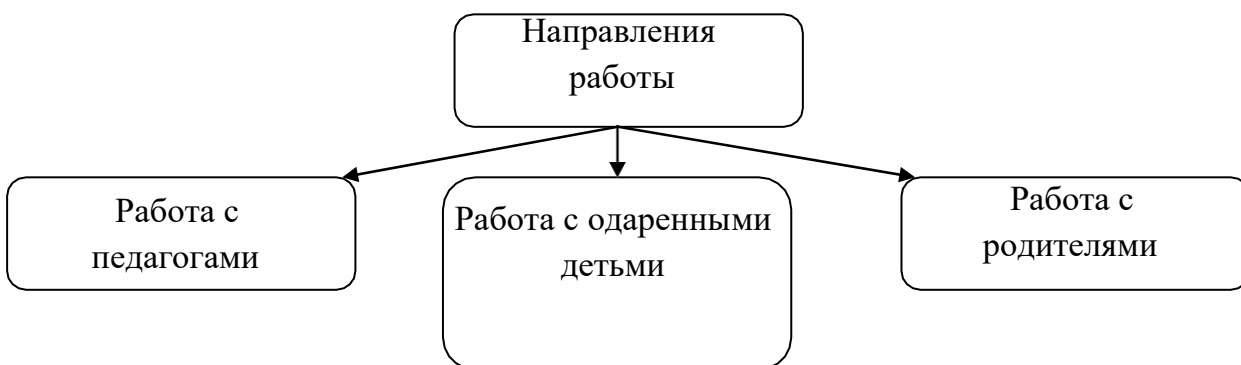 Направления
работы
Работа с
педагогами
Работа с одаренными
детьми
Работа с
родителями